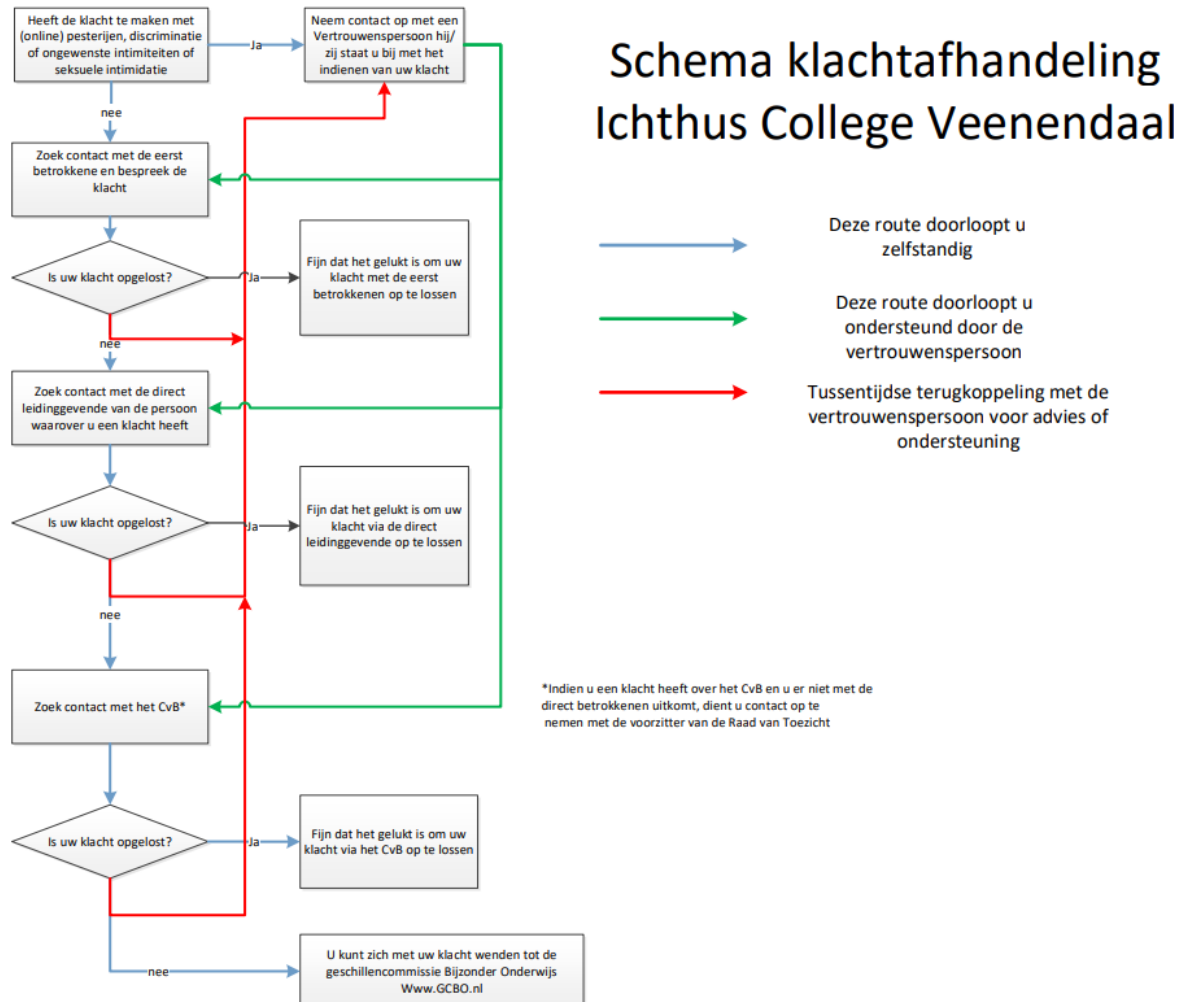 Schema klachtafhandeling
Ichthus College Veenendaal
Heeft de klacht te maken met
(online) pesterijen, discriminatie
of ongewenste intimiteiten of
seksuele intimidatie
Ja
Neem contact op met een
Vertrouwenspersoon hij/
zij staat u bij met het
indienen van uw klacht
nee
Zoek contact met de eerst
betrokkene en bespreek de
klacht
Is uw klacht opgelost?
Ja
Fijn dat het gelukt is om uw
klacht met de eerst
betrokkenen op te lossen
nee
Zoek contact met de direct
leidinggevende van de persoon
waarover u een klacht heeft
Is uw klacht opgelost?
Ja
Fijn dat het gelukt is om uw
klacht via de direct
leidinggevende op te lossen
nee
Zoek contact met het CvB*
Is uw klacht opgelost?
Ja
Fijn dat het gelukt is om uw
klacht via het CvB op te lossen
nee
U kunt zich met uw klacht wenden tot de
geschillencommissie Bijzonder Onderwijs
Www.GCBO.nl
Deze route doorloopt u
zelfstandig
Deze route doorloopt u
ondersteund door de
vertrouwenspersoon
Tussentijdse terugkoppeling met de
vertrouwenspersoon voor advies of
ondersteuning
*Indien u een klacht heeft over het CvB en u er niet met de
direct betrokkenen uitkomt, dient u contact op te
nemen met de voorzitter van de Raad van Toezicht